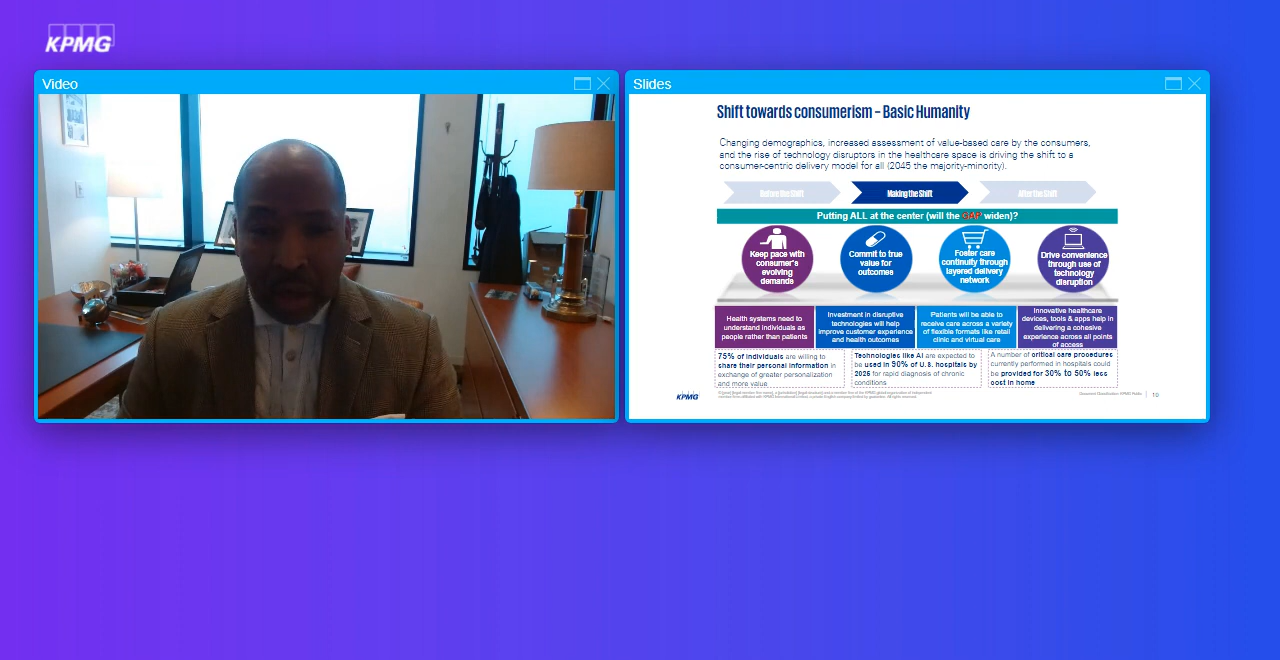 KPMG
Video
Slides
Shift towards consumerism – Basic Humanity
Changing demographics, increased assessment of value-based care by the consumers,
and the rise of technology disruptors in the healthcare space is driving the shift to a
consumer-centric delivery model for all (2045 the majority-minority).
Before the Shift
Making the Shift
After the Shift
Putting ALL at the center (will the GAP widen)?
Keep pace with
consumer's
evolving
demands
Commit to true
value for
outcomes
Foster care
continuity through
layered delivery
network
Drive convenience
through use of
technology
disruption
Health systems need to
understand individuals as
people rather than patients
Investment in disruptive
technologies will help
improve customer experience
and health outcomes
Patients will be able to
receive care across a variety
of flexible formats like retail
clinic and virtual care
Innovative healthcare
devices, tools & apps help in
delivering a cohesive
experience across all points
of access
75% of individuals are willing to
share their personal information in
exchange of greater personalization
and more value
Technologies like AI are expected to
be used in 90% of U.S. hospitals by
2025 for rapid diagnosis of chronic
conditions
A number of critical care procedures
currently performed in hospitals could
be provided for 30% to 50% less
cost in home
KPMG
Document Classification: KPMG Public
10